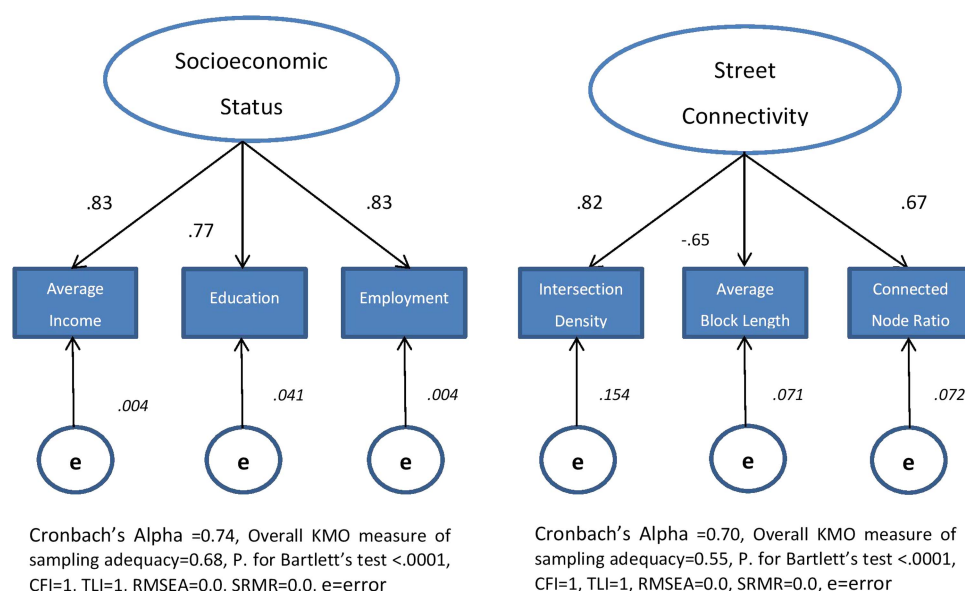 Socioeconomic
Status
.83
.77
.83
Average
Income
Education
Employment
.004
.041
.004
e
e
e
Cronbach's Alpha =0.74, Overall KMO measure of
sampling adequacy=0.68, P. for Bartlett's test <.0001,
CFI=1, TLI=1, RMSEA=0.0, SRMR=0.0, e=error
Street
Connectivity
.82
-.65
.67
Intersection
Density
Average
Block Length
Connected
Node Ratio
.154
.071
.072
e
e
e
Cronbach's Alpha =0.70, Overall KMO measure of
sampling adequacy=0.55, P. for Bartlett's test <.0001,
CFI=1, TLI=1, RMSEA=0.0, SRMR=0.0, e=error